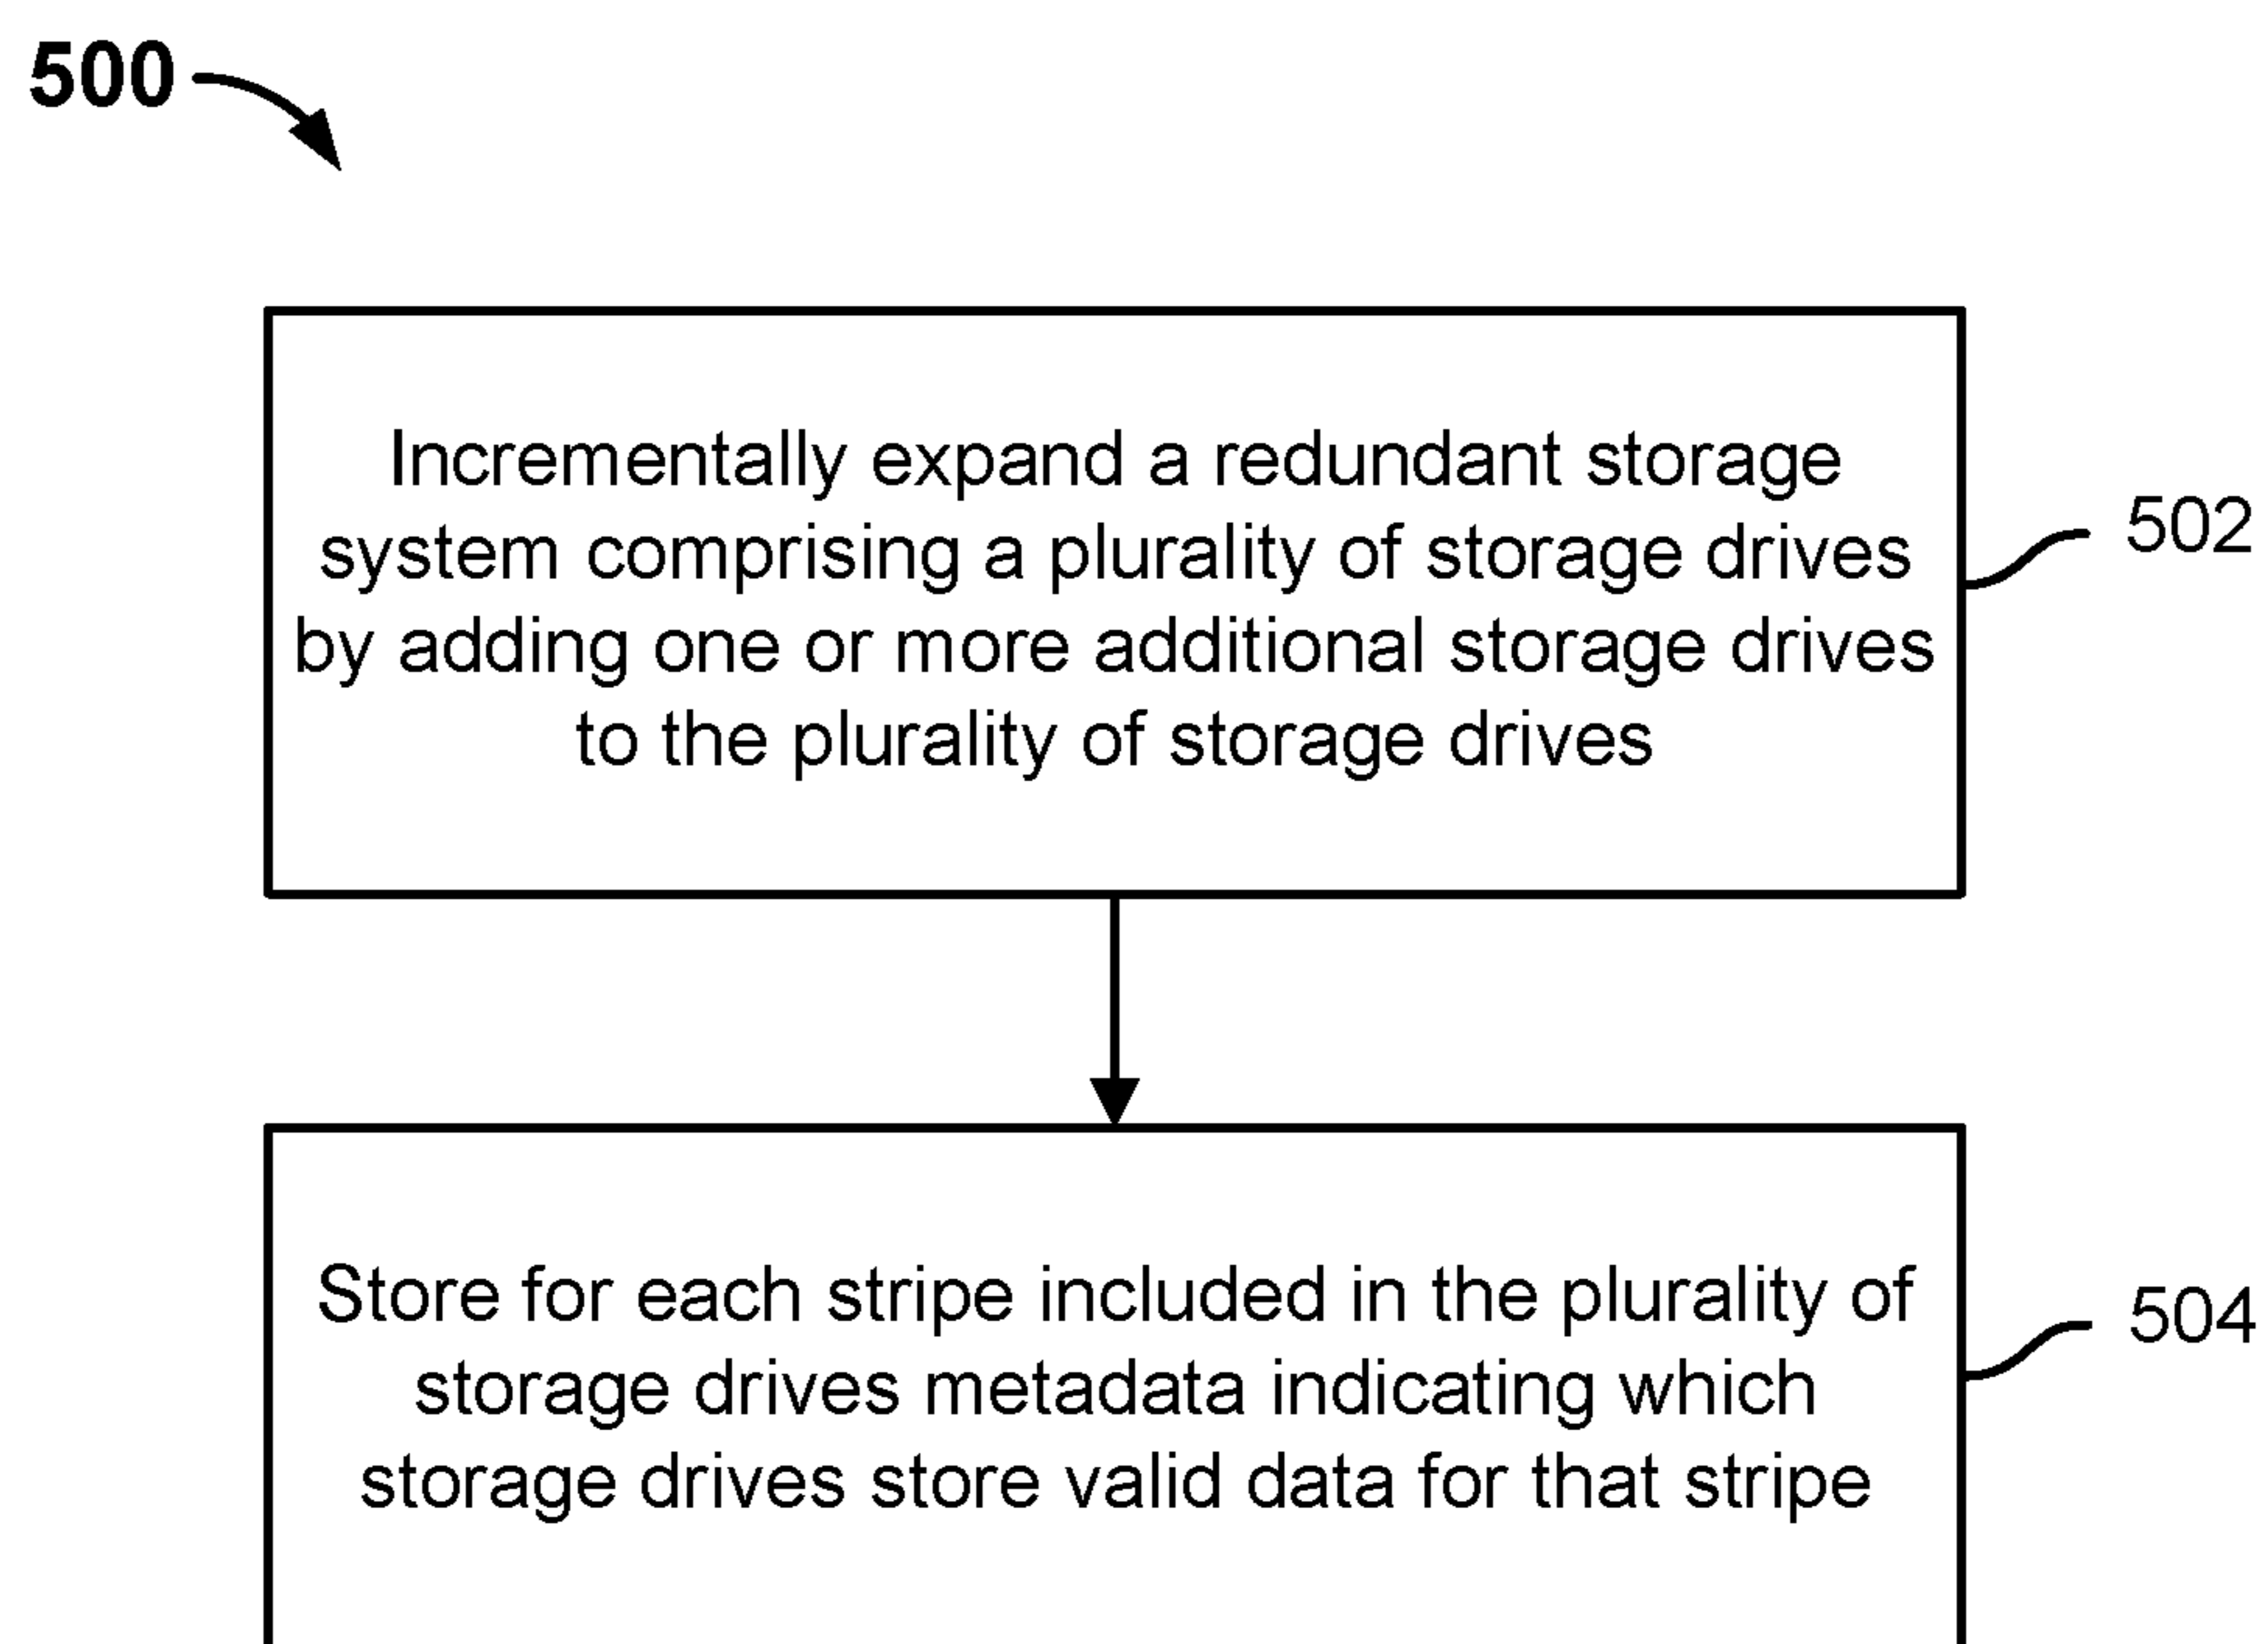 500
Incrementally expand a redundant storage
system comprising a plurality of storage drives
by adding one or more additional storage drives
to the plurality of storage drives
502
Store for each stripe included in the plurality of
storage drives metadata indicating which
storage drives store valid data for that stripe
504